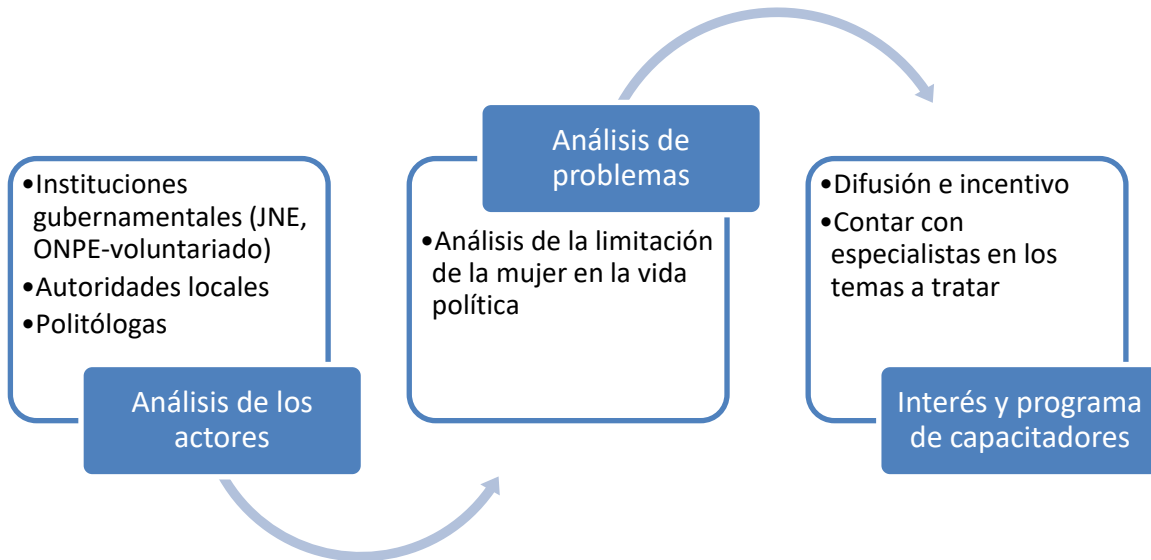 •Instituciones
gubernamentales (JNE,
ONPE-voluntariado)
•Autoridades locales
•Politólogas
Análisis de los
actores
Análisis de
problemas
•Análisis de la limitación
de la mujer en la vida
política
•Difusión e incentivo
•Contar con
especialistas en los
temas a tratar
Interés y programa
de capacitadores